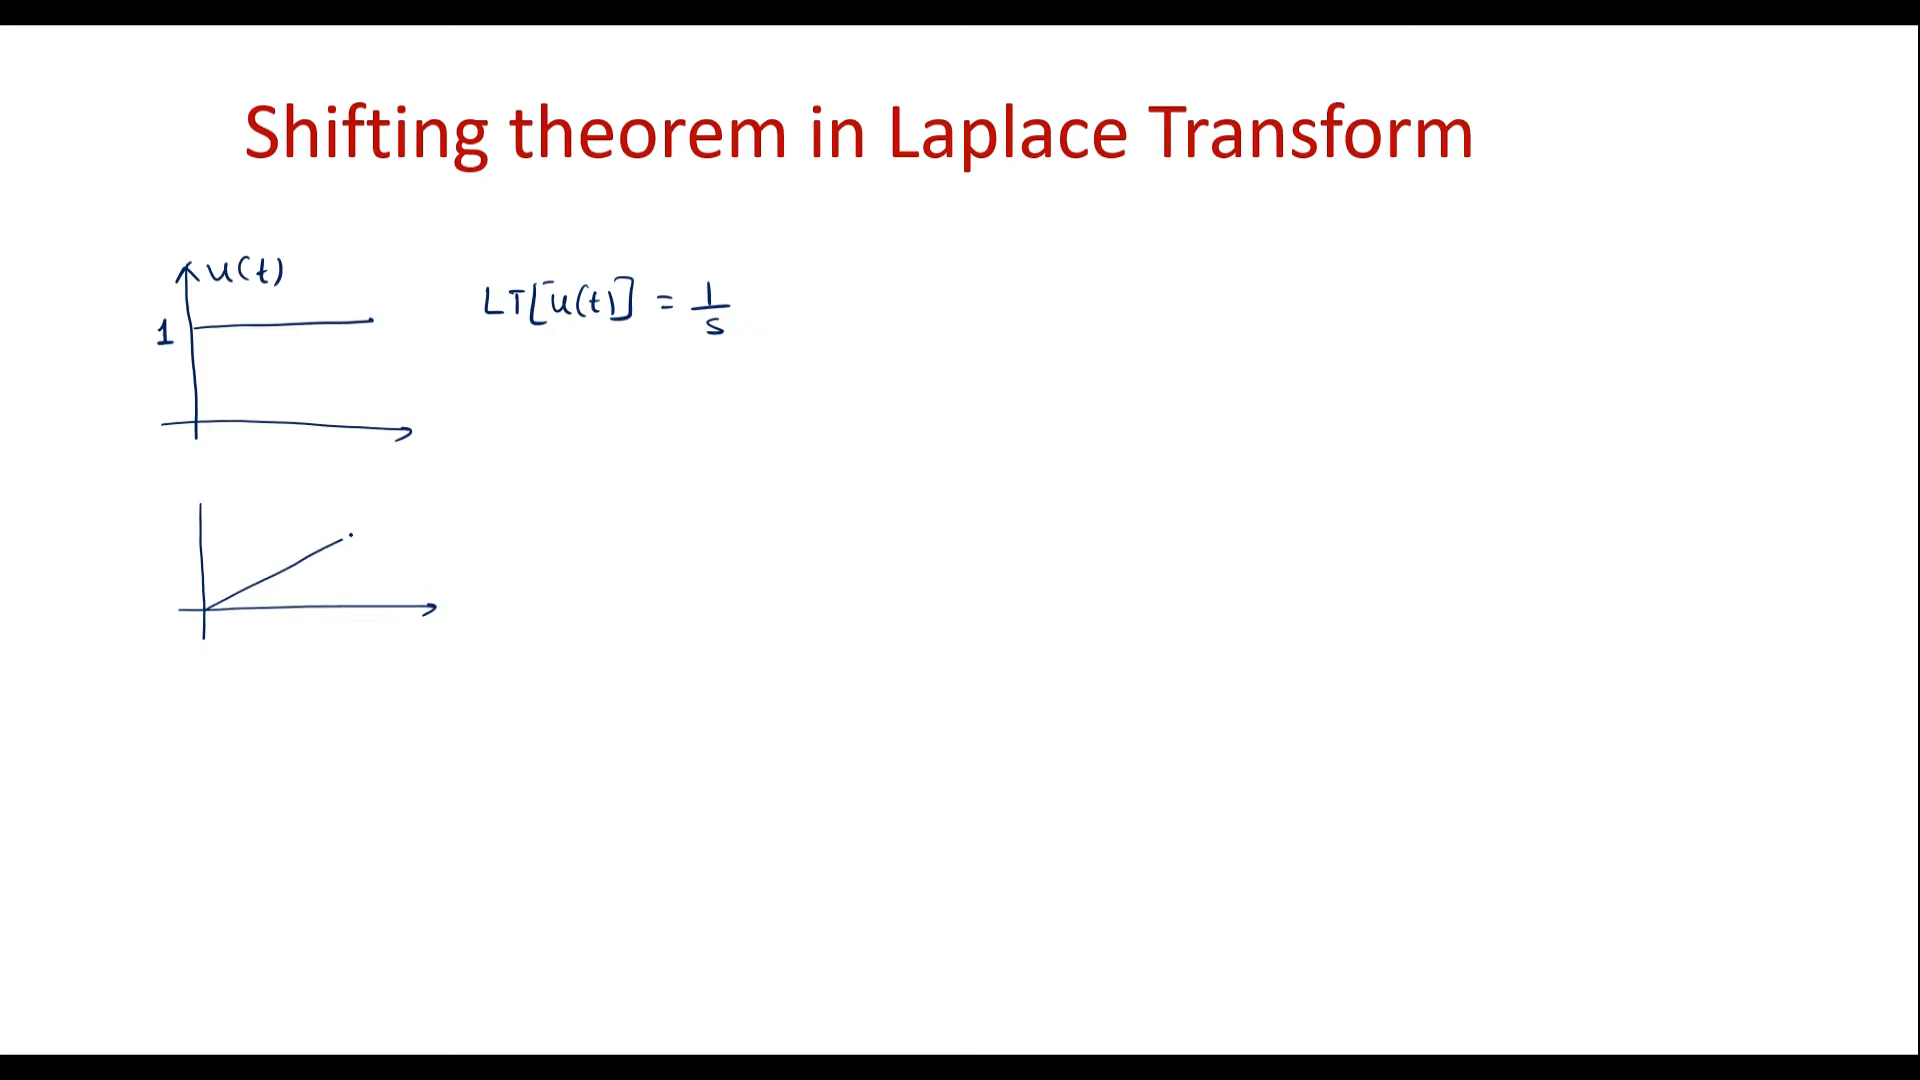 Shifting theorem in Laplace Transform
u(t)
1
LT[u(t)] = 1/s